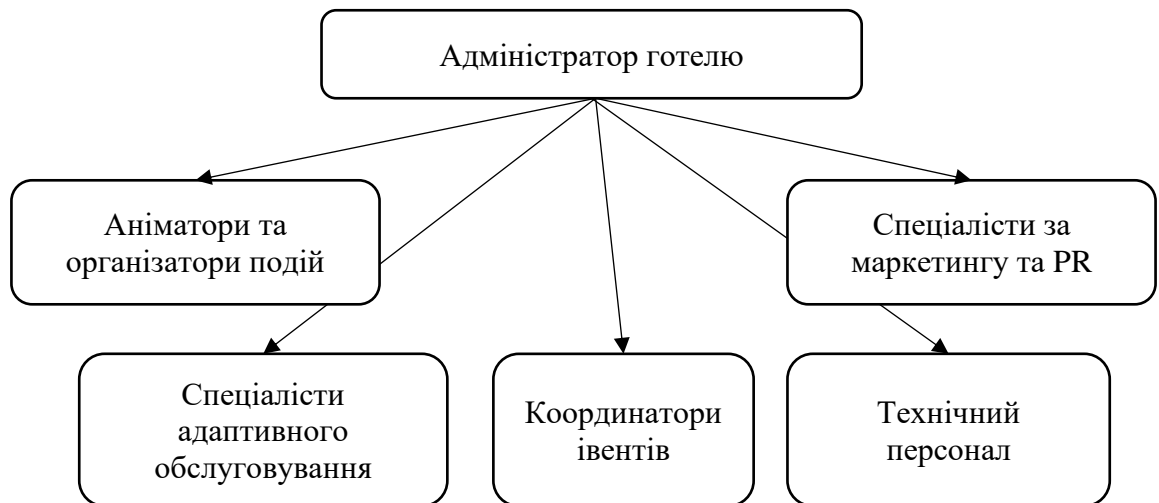 Адміністратор готелю
Аніматори та
організатори подій
Спеціалісти за
маркетингу та PR
Спеціалісти
адаптивного
обслуговування
Координатори
івентів
Технічний
персонал